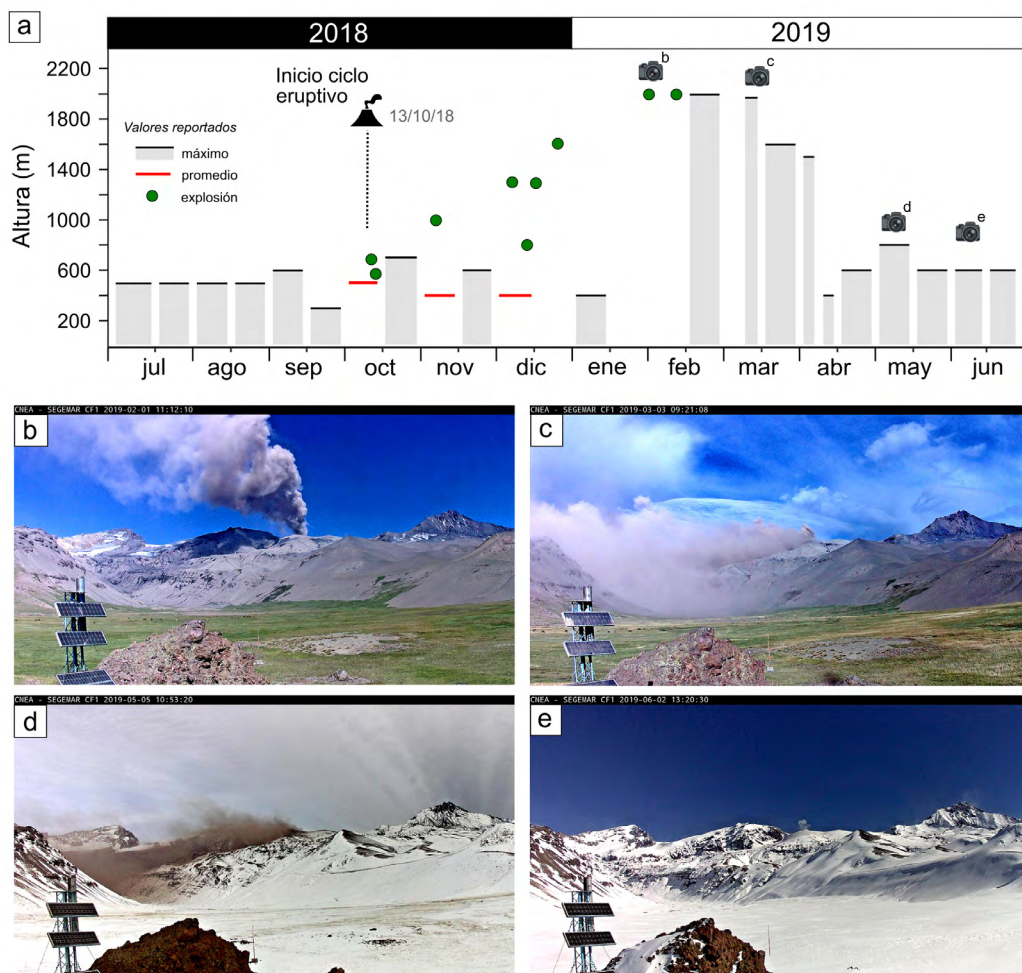 a
2018
2019
2200
1800
1400
1000
600
200
Altura (m)
Inicio ciclo
eruptivo
13/10/18
Valores reportados
máximo
promedio
explosión
b
c
d
e
jul
ago
sep
oct
nov
dic
ene
feb
mar
abr
may
jun
CNEA - SEGEMAR CF1 2019-02-01 11:12:10
b
CNEA - SEGEMAR CF1 2019-03-03 09:21:08
c
CNEA - SEGEMAR CF1 2019-05-05 10:53:20
d
CNEA - SEGEMAR CF1 2019-06-02 13:20:30
e